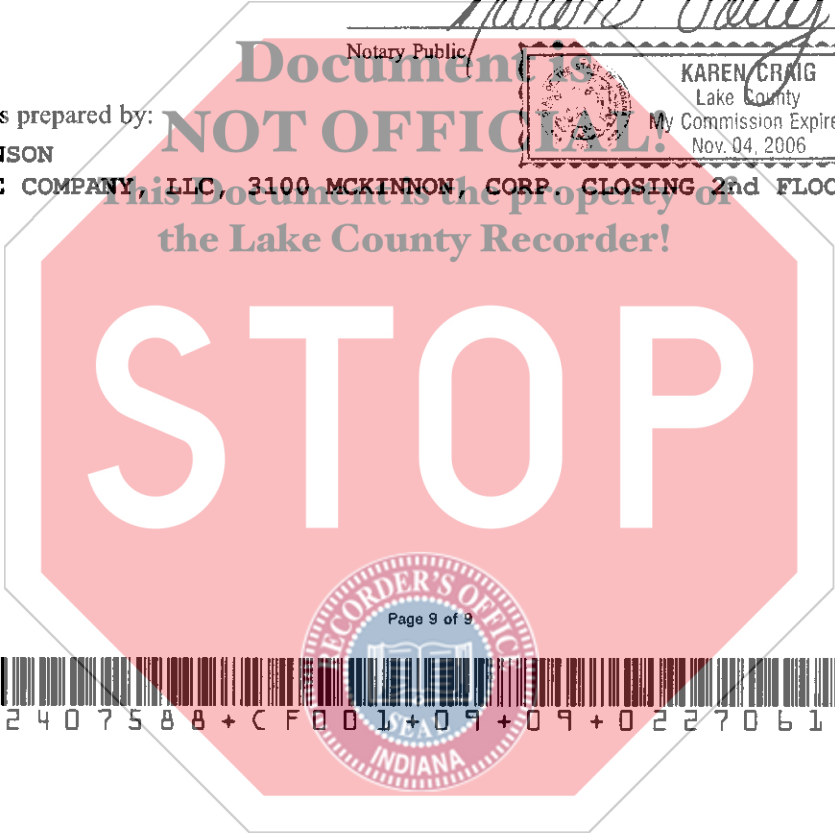 Notary Public
KAREN CRAIG
Lake County
My Commission Expire
Nov. 04, 2006
Document is
NOT OFFICIAL!
This Document is the property of
the Lake County Recorder!
s prepared by:
NSON
E COMPANY, LLC, 3100 MCKINNON, CORP. CLOSING 2nd FLOO
STOP
RECORDER'S OFFICE
Page 9 of 9
SEAL
INDIANA
2407588+CF001+09+09+0227061